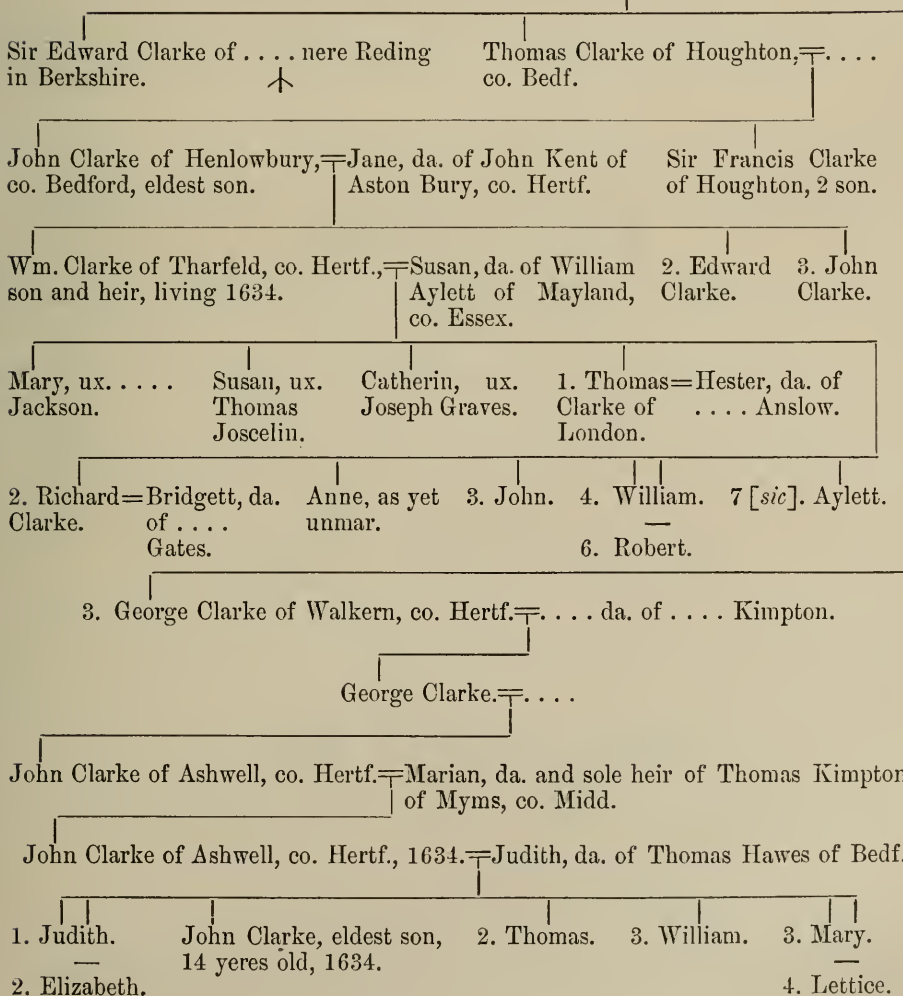 Sir Edward Clarke of . . . . nere Reding
in Berkshire.
Thomas Clarke of Houghton,=. . . .
co. Bedf.
John Clarke of Henlowbury,=Jane, da. of John Kent of
co. Bedford, eldest son. Aston Bury, co. Hertf.
Sir Francis Clarke
of Houghton, 2 son.
Wm. Clarke of Tharfeld, co. Hertf.,=Susan, da. of William
son and heir, living 1634. Aylett of Mayland,
co. Essex.
2. Edward
Clarke.
3. John
Clarke.
Mary, ux. . . . .
Jackson.
Susan, ux.
Thomas
Joscelin.
Catherin, ux.
Joseph Graves.
1. Thomas=Hester, da. of
Clarke of . . . . Anslow.
London.
2. Richard=Bridgett, da.
Clarke. of . . . .
Gates.
Anne, as yet
unmar.
3. John.
4. William.
—
6. Robert.
7 [sic]. Aylett.
3. George Clarke of Walkern, co. Hertf.=. . . . da. of . . . . Kimpton.
George Clarke.=. . . .
John Clarke of Ashwell, co. Hertf.=Marian, da. and sole heir of Thomas Kimpton
of Myms, co. Midd.
John Clarke of Ashwell, co. Hertf., 1634.=Judith, da. of Thomas Hawes of Bedf.
1. Judith.
—
2. Elizabeth.
John Clarke, eldest son,
14 yeres old, 1634.
2. Thomas.
3. William.
3. Mary.
—
4. Lettice.